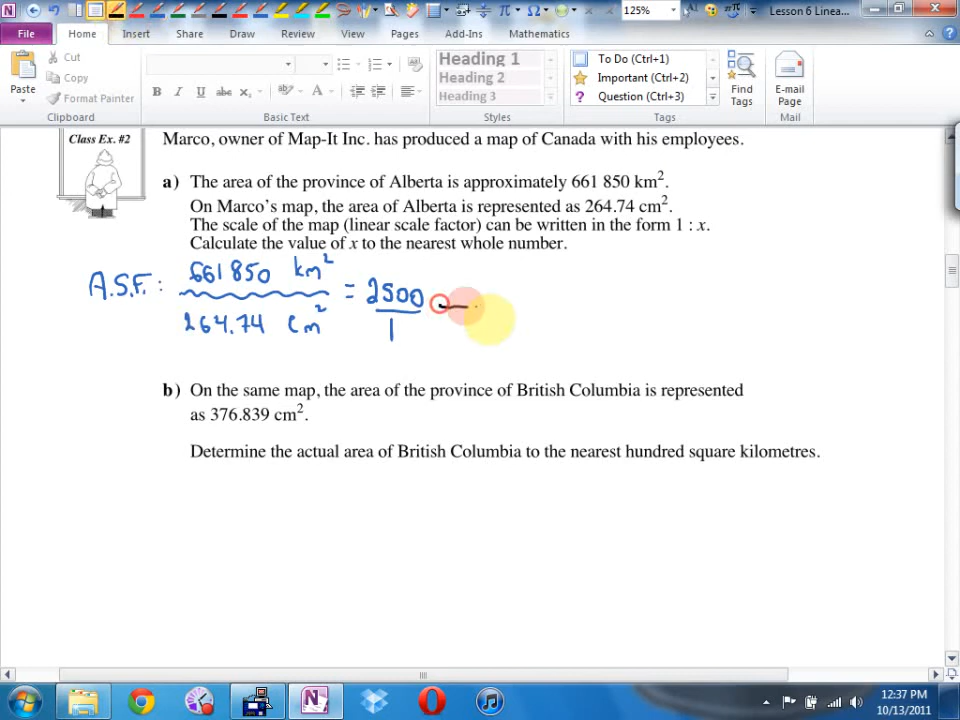 125%
Lesson 6 Linea...
File Home Insert Share Draw Review View Pages Add-Ins Mathematics
Paste
Cut
Copy
Format Painter
Clipboard
Basic Text
Heading 1
Heading 2
Heading 3
Styles
To Do (Ctrl+1)
Important (Ctrl+2)
Question (Ctrl+3)
Tags
Find Tags
E-mail Page
Mail
Class Ex. #2
Marco, owner of Map-It Inc. has produced a map of Canada with his employees.
a) The area of the province of Alberta is approximately 661 850 km².
On Marco's map, the area of Alberta is represented as 264.74 cm².
The scale of the map (linear scale factor) can be written in the form 1 : x.
Calculate the value of x to the nearest whole number.
A.S.F. : 661850 km² = 2500
264.74 cm² 1
b) On the same map, the area of the province of British Columbia is represented
as 376.839 cm².
Determine the actual area of British Columbia to the nearest hundred square kilometres.
12:37 PM
10/13/2011